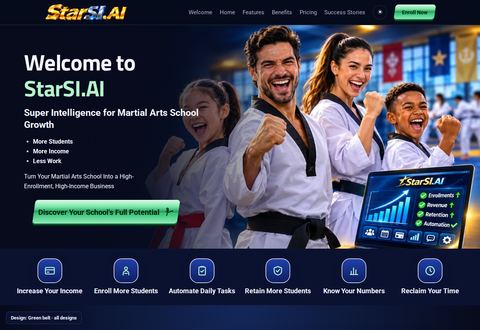 StarSI.AI
Welcome
Home
Features
Benefits
Pricing
Success Stories
Enroll Now
Welcome to
StarSI.AI
Super Intelligence for Martial Arts School
Growth
• More Students
• More Income
• Less Work
Turn Your Martial Arts School Into a High-
Enrollment, High-Income Business
Discover Your School's Full Potential
StarSI.AI
Enrollments
Revenue
Retention
Automation
Increase Your Income
Enroll More Students
Automate Daily Tasks
Retain More Students
Know Your Numbers
Reclaim Your Time
Design: Green belt · all designs